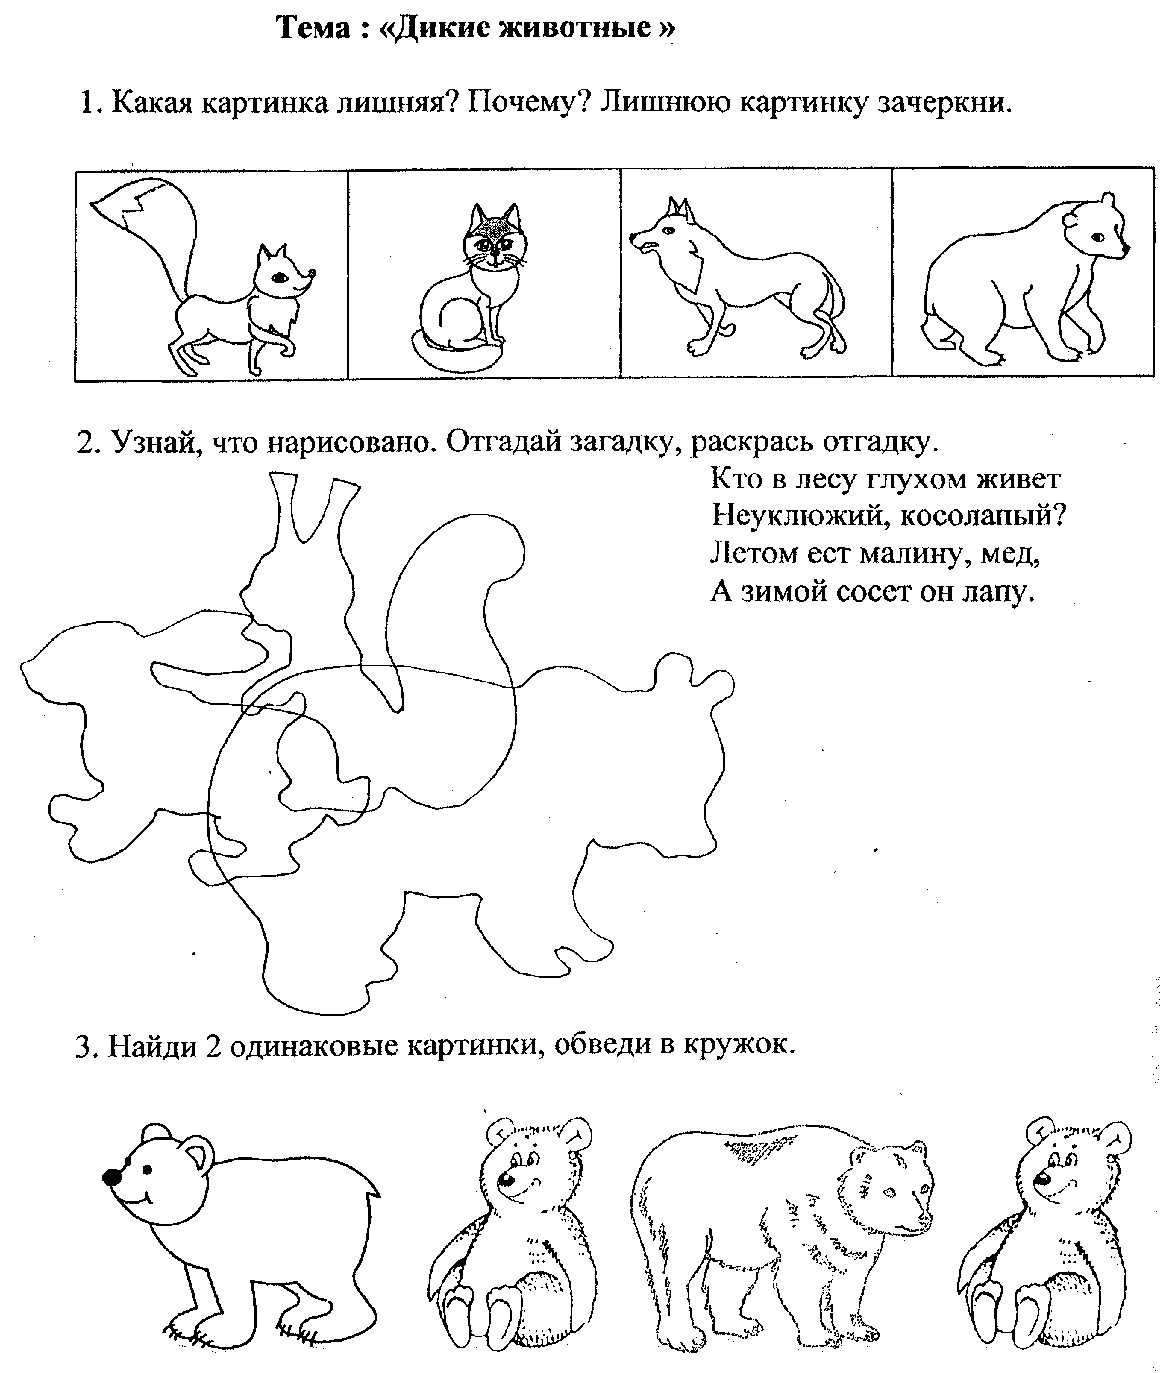 Тема : «Дикие животные »
1. Какая картинка лишняя? Почему? Лишнюю картинку зачеркни.
2. Узнай, что нарисовано. Отгадай загадку, раскрась отгадку.
Кто в лесу глухом живет
Неуклюжий, косолапый?
Летом ест малину, мед,
А зимой сосет он лапу.
3. Найди 2 одинаковые картинки, обведи в кружок.